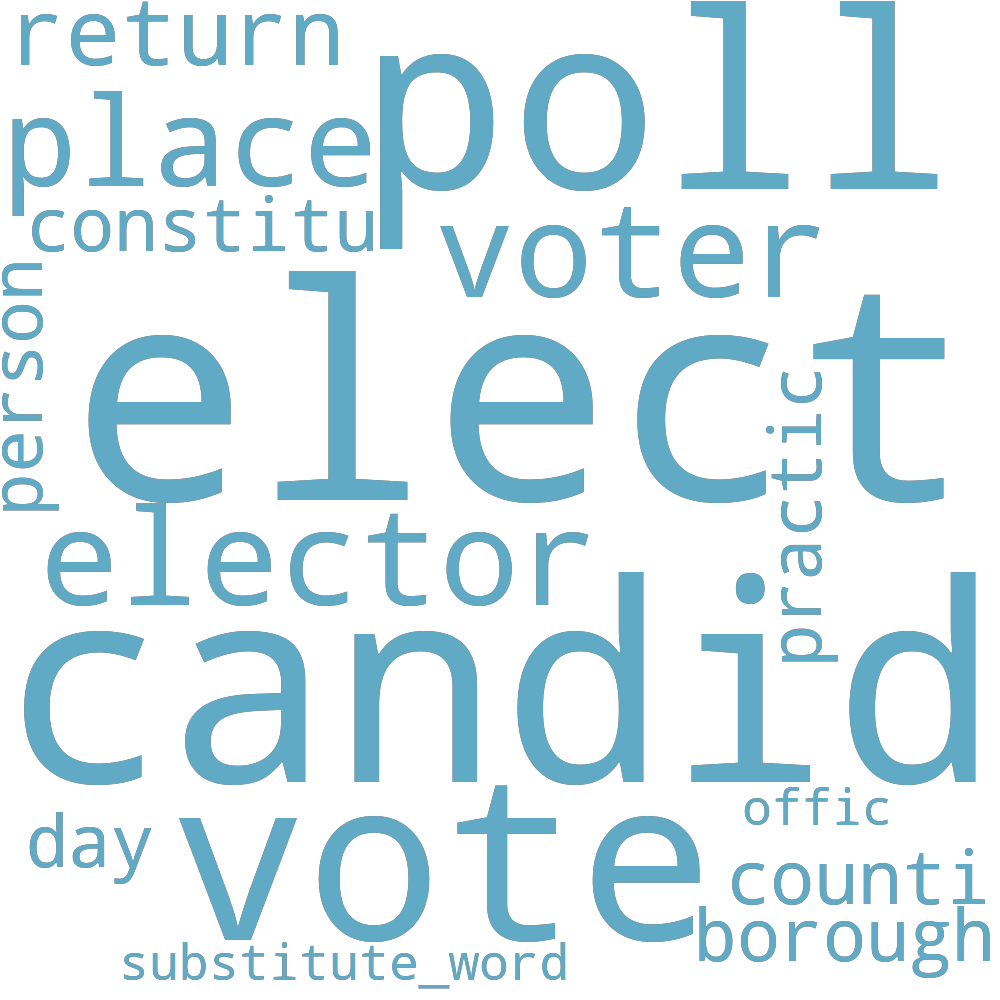 return
poll
place
constitu
voter
person
elect
practic
elector
candid
vote
offic
day
counti
borough
substitute_word